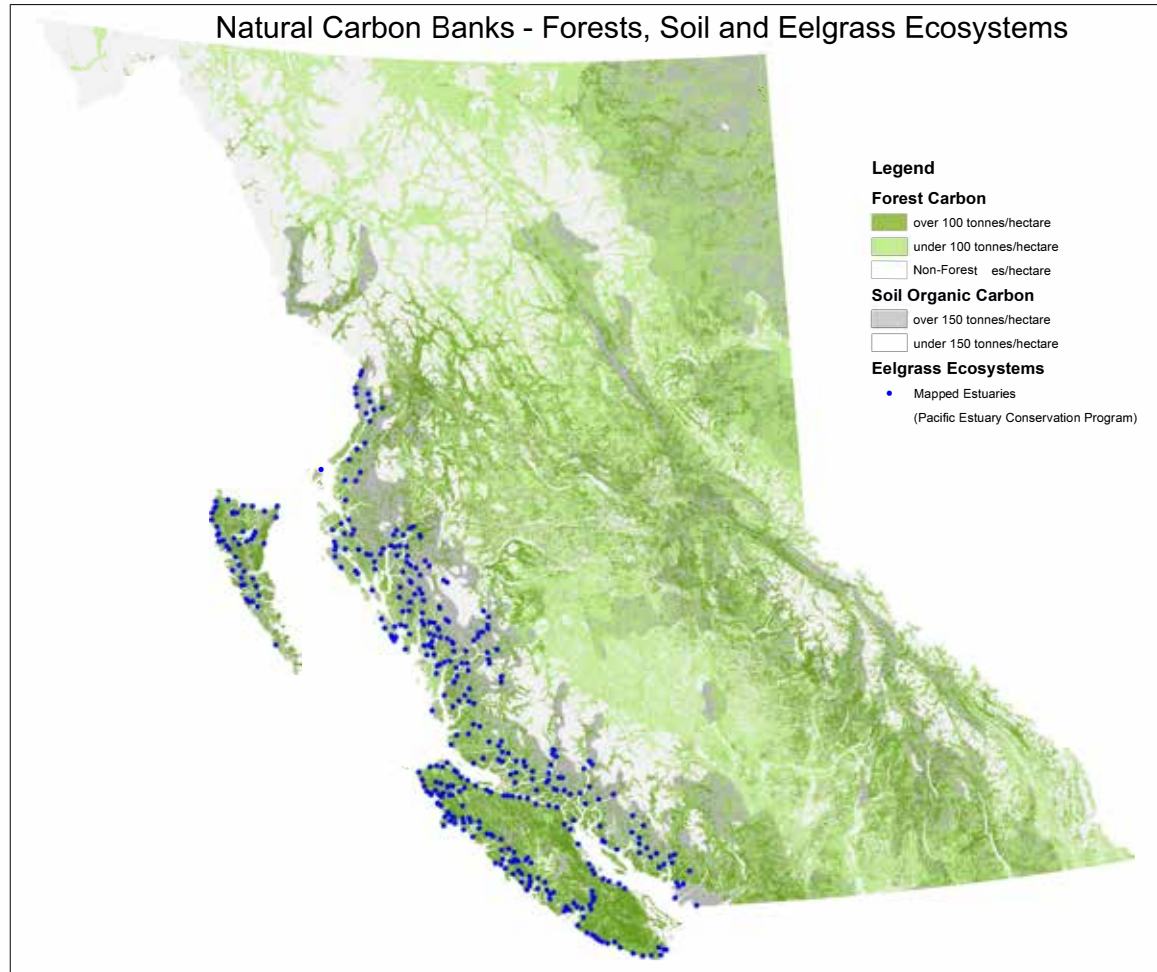 Natural Carbon Banks - Forests, Soil and Eelgrass Ecosystems
Legend
Forest Carbon
over 100 tonnes/hectare
under 100 tonnes/hectare
Non-Forest es/hectare
Soil Organic Carbon
over 150 tonnes/hectare
under 150 tonnes/hectare
Eelgrass Ecosystems
Mapped Estuaries
(Pacific Estuary Conservation Program)